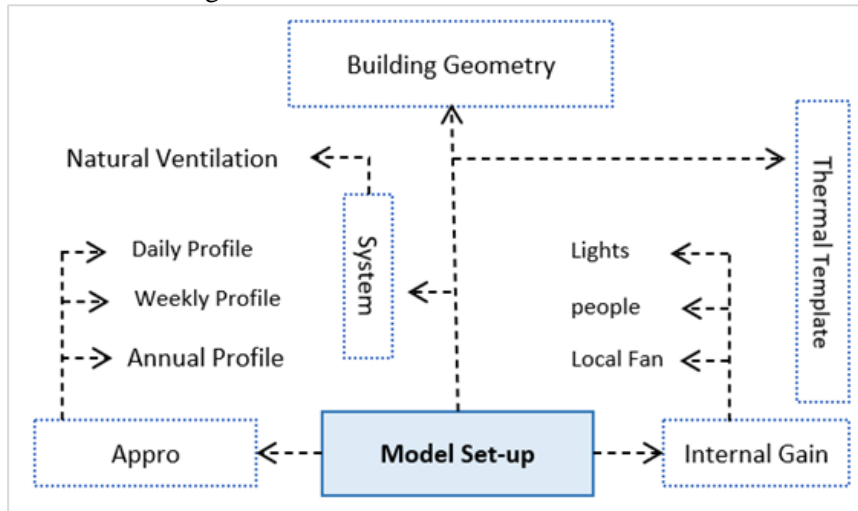 Building Geometry
Natural Ventilation
System
Thermal Template
Daily Profile
Weekly Profile
Annual Profile
Lights
people
Local Fan
Appro
Model Set-up
Internal Gain